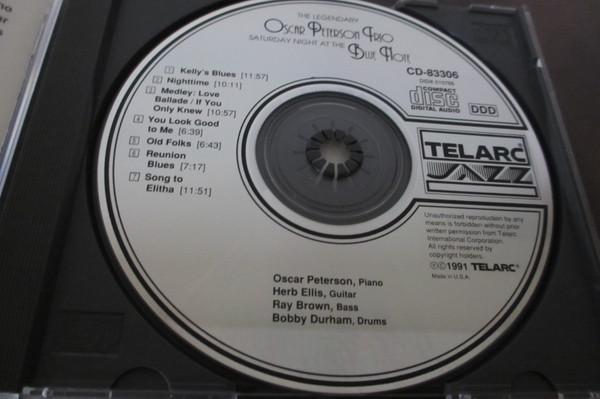 THE LEGENDARY
OSCAR PETERSON TRIO
SATURDAY NIGHT AT THE
BLUE NOTE
CD-83306
COMPACT
disc
DIGITAL AUDIO
DDD
1 Kelly's Blues [11:57]
2 Nighttime [10:11]
3 Medley: Love
Ballade / If You
Only Knew [10:57]
4 You Look Good
to Me [6:39]
5 Old Folks [6:43]
6 Reunion
Blues [7:17]
7 Song to
Elitha [11:51]
TELARC®
JAZZ
Unauthorized reproduction by any
means is forbidden without prior
written permission from Telarc
International Corporation.
All rights reserved by
copyright holders.
℗©1991 TELARC®
Made in U.S.A.
Oscar Peterson, Piano
Herb Ellis, Guitar
Ray Brown, Bass
Bobby Durham, Drums